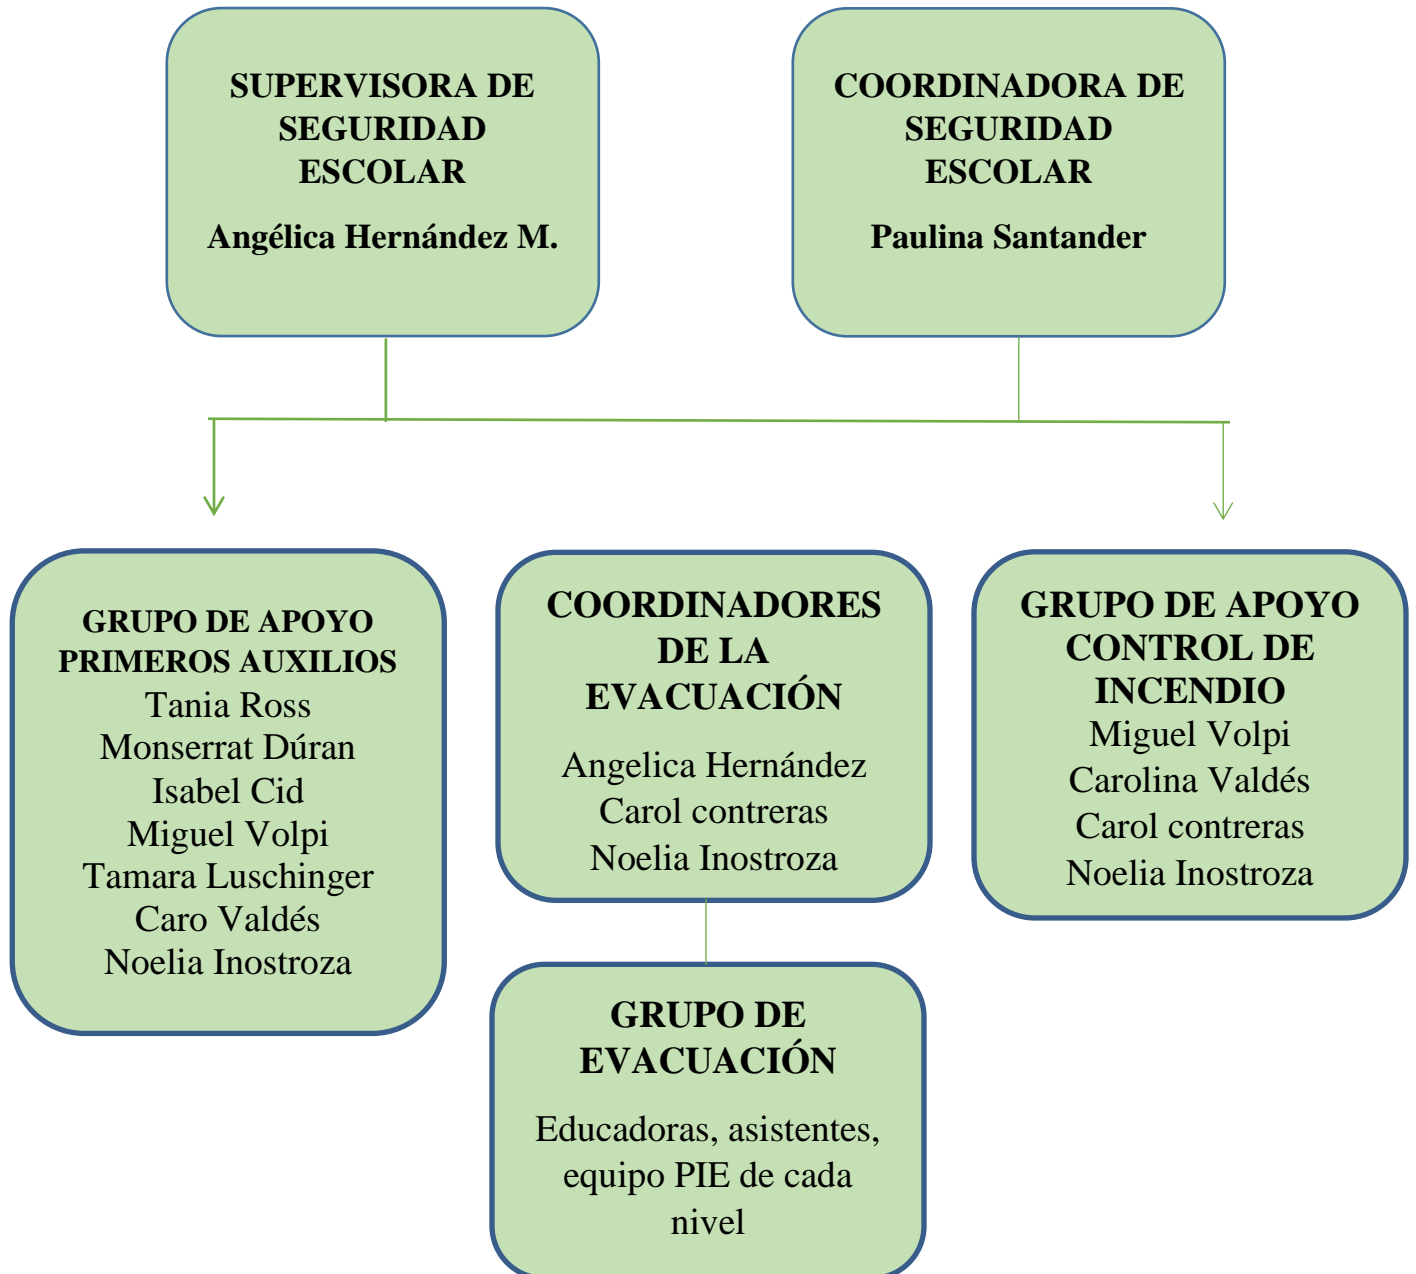 SUPERVISORA DE
SEGURIDAD
ESCOLAR
Angélica Hernández M.
COORDINADORA DE
SEGURIDAD
ESCOLAR
Paulina Santander
GRUPO DE APOYO
PRIMEROS AUXILIOS
Tania Ross
Monserrat Dúran
Isabel Cid
Miguel Volpi
Tamara Luschinger
Caro Valdés
Noelia Inostroza
COORDINADORES
DE LA
EVACUACIÓN
Angelica Hernández
Carol contreras
Noelia Inostroza
GRUPO DE APOYO
CONTROL DE
INCENDIO
Miguel Volpi
Carolina Valdés
Carol contreras
Noelia Inostroza
GRUPO DE
EVACUACIÓN
Educadoras, asistentes,
equipo PIE de cada
nivel